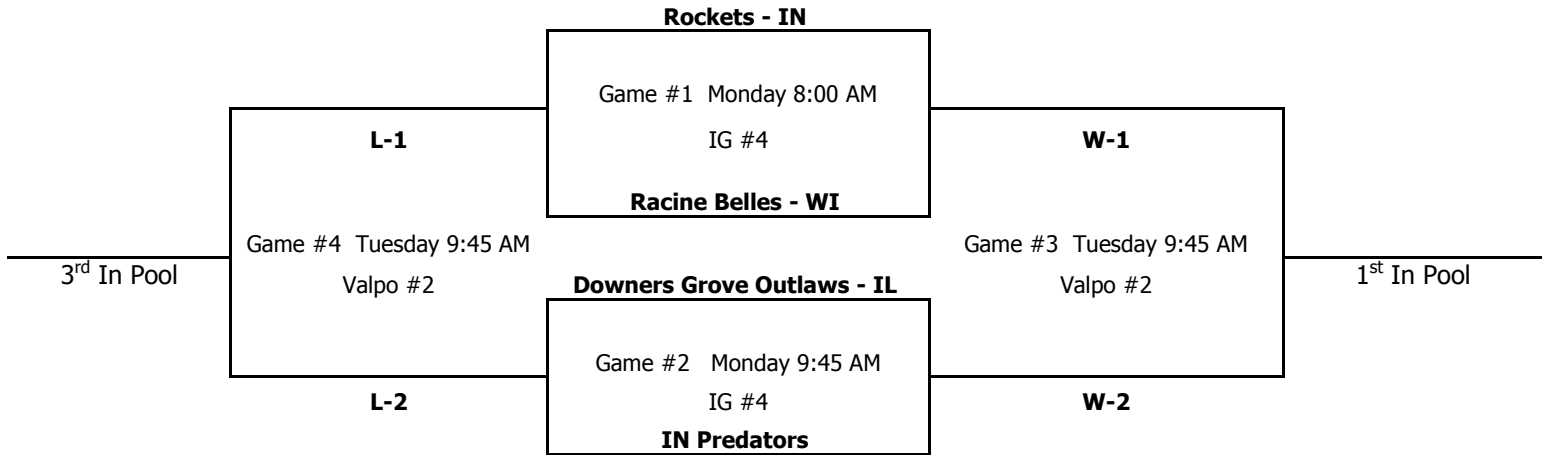 Rockets - IN
Game #1  Monday 8:00 AM
L-1
IG #4
W-1
Racine Belles - WI
Game #4  Tuesday 9:45 AM
Game #3  Tuesday 9:45 AM
3rd In Pool
Valpo #2
Downers Grove Outlaws - IL
Valpo #2
1st In Pool
Game #2   Monday 9:45 AM
L-2
IG #4
W-2
IN Predators